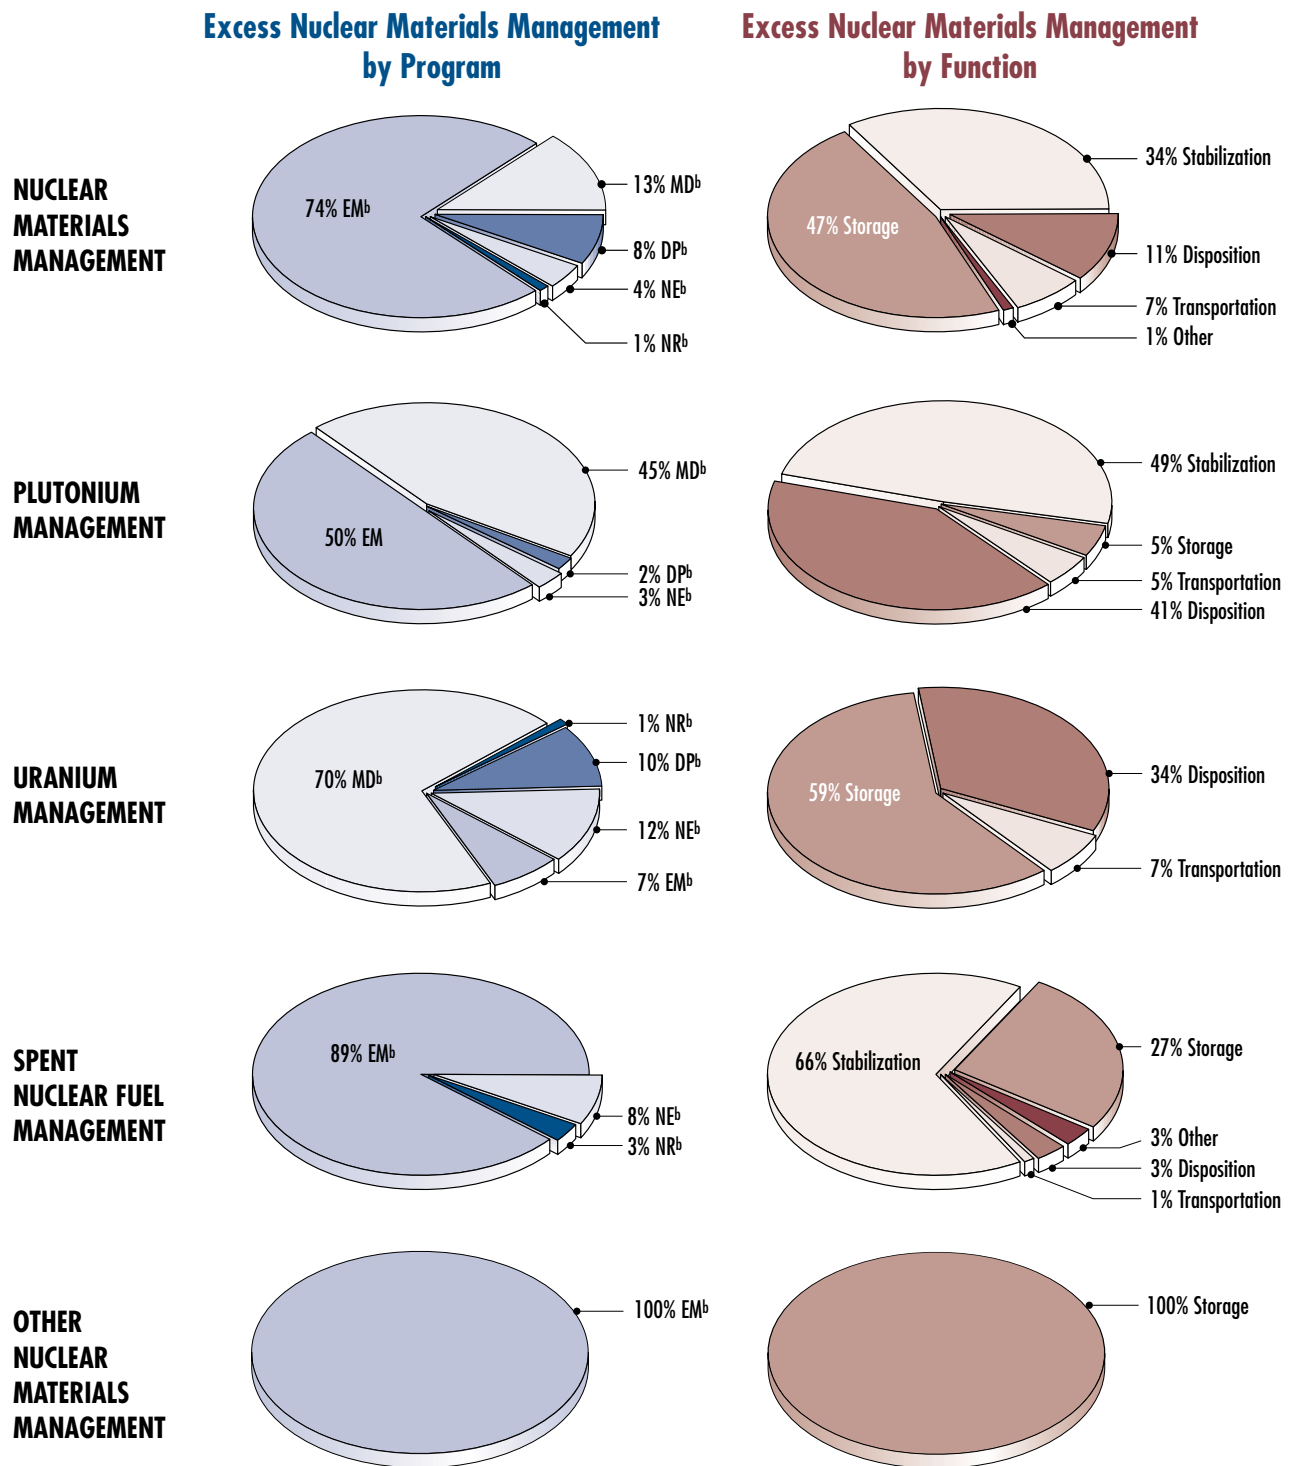 Excess Nuclear Materials Management
by Program
Excess Nuclear Materials Management
by Function
NUCLEAR
MATERIALS
MANAGEMENT
74% EMᵇ
13% MDᵇ
8% DPᵇ
4% NEᵇ
1% NRᵇ
47% Storage
34% Stabilization
11% Disposition
7% Transportation
1% Other
PLUTONIUM
MANAGEMENT
50% EM
45% MDᵇ
2% DPᵇ
3% NEᵇ
49% Stabilization
5% Storage
5% Transportation
41% Disposition
URANIUM
MANAGEMENT
70% MDᵇ
1% NRᵇ
10% DPᵇ
12% NEᵇ
7% EMᵇ
59% Storage
34% Disposition
7% Transportation
SPENT
NUCLEAR FUEL
MANAGEMENT
89% EMᵇ
8% NEᵇ
3% NRᵇ
66% Stabilization
27% Storage
3% Other
3% Disposition
1% Transportation
OTHER
NUCLEAR
MATERIALS
MANAGEMENT
100% EMᵇ
100% Storage